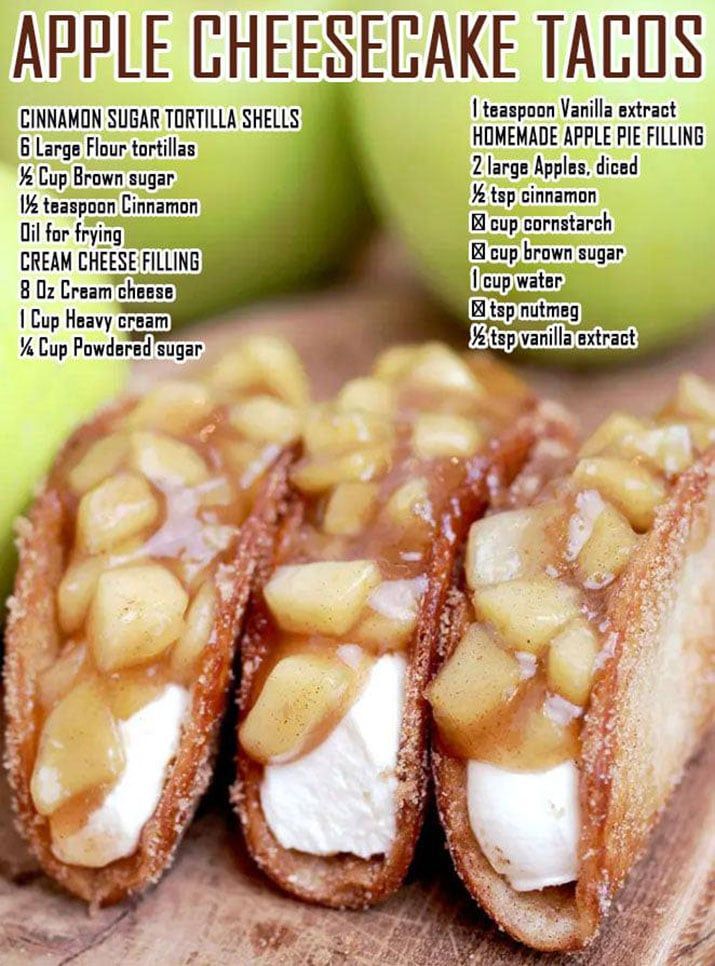 APPLE CHEESECAKE TACOS
CINNAMON SUGAR TORTILLA SHELLS
6 Large Flour tortillas
½ Cup Brown sugar
1½ teaspoon Cinnamon
Oil for frying
CREAM CHEESE FILLING
8 Oz Cream cheese
1 Cup Heavy cream
¼ Cup Powdered sugar
1 teaspoon Vanilla extract
HOMEMADE APPLE PIE FILLING
2 large Apples, diced
½ tsp cinnamon
☒ cup cornstarch
☒ cup brown sugar
1 cup water
☒ tsp nutmeg
½ tsp vanilla extract